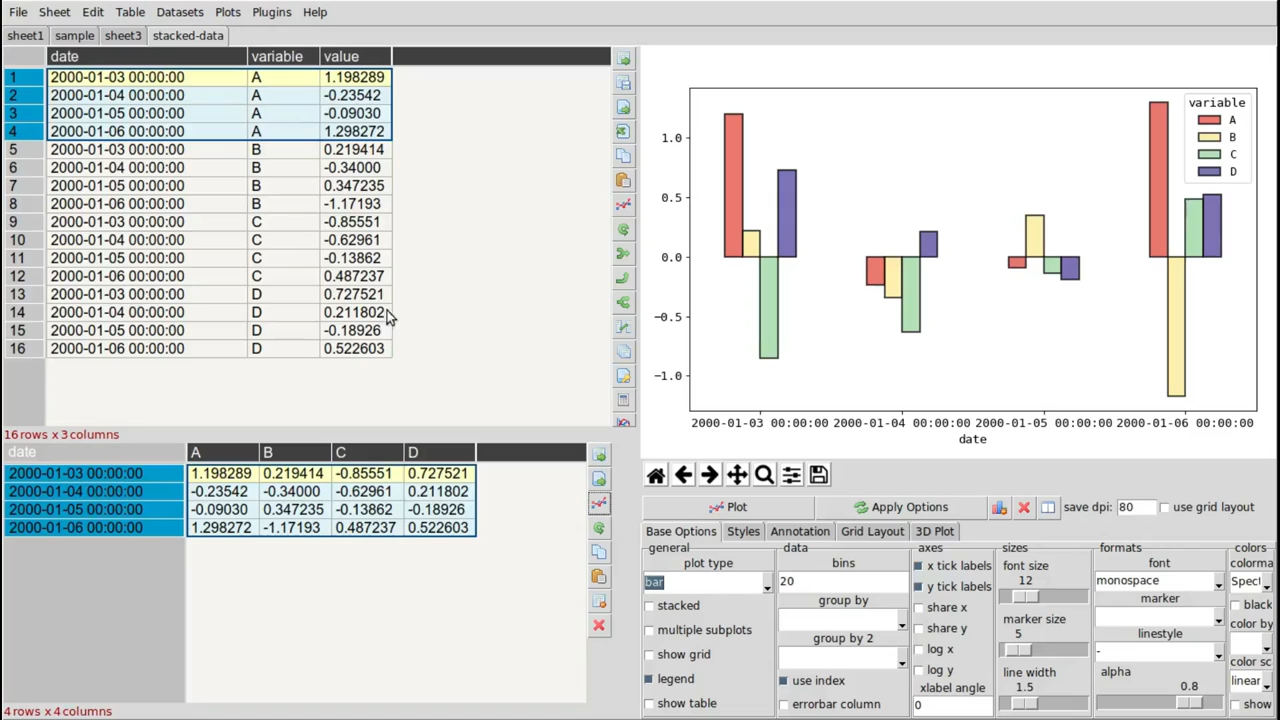 File Sheet Edit Table Datasets Plots Plugins Help
sheet1 sample sheet3 stacked-data
date variable value
1 2000-01-03 00:00:00 A 1.198289
2 2000-01-04 00:00:00 A -0.23542
3 2000-01-05 00:00:00 A -0.09030
4 2000-01-06 00:00:00 A 1.298272
5 2000-01-03 00:00:00 B 0.219414
6 2000-01-04 00:00:00 B -0.34000
7 2000-01-05 00:00:00 B 0.347235
8 2000-01-06 00:00:00 B -1.17193
9 2000-01-03 00:00:00 C -0.85551
10 2000-01-04 00:00:00 C -0.62961
11 2000-01-05 00:00:00 C -0.13862
12 2000-01-06 00:00:00 C 0.487237
13 2000-01-03 00:00:00 D 0.727521
14 2000-01-04 00:00:00 D 0.211802
15 2000-01-05 00:00:00 D -0.18926
16 2000-01-06 00:00:00 D 0.522603
16 rows x 3 columns
date A B C D
2000-01-03 00:00:00 1.198289 0.219414 -0.85551 0.727521
2000-01-04 00:00:00 -0.23542 -0.34000 -0.62961 0.211802
2000-01-05 00:00:00 -0.09030 0.347235 -0.13862 -0.18926
2000-01-06 00:00:00 1.298272 -1.17193 0.487237 0.522603
4 rows x 4 columns
variable
A
B
C
D
1.0
0.5
0.0
−0.5
−1.0
2000-01-03 00:00:00 2000-01-04 00:00:00 2000-01-05 00:00:00 2000-01-06 00:00:00
date
Plot Apply Options save dpi: 80 use grid layout
Base Options Styles Annotation Grid Layout 3D Plot
general
plot type
bar
stacked
multiple subplots
show grid
legend
show table
data
bins
20
group by
group by 2
use index
errorbar column
axes
x tick labels
y tick labels
share x
share y
log x
log y
xlabel angle
0
sizes
font size
12
marker size
5
line width
1.5
formats
font
monospace
marker
linestyle
-
alpha
0.8
colors
colorma
Spect
black
color by
color sc
linear
show